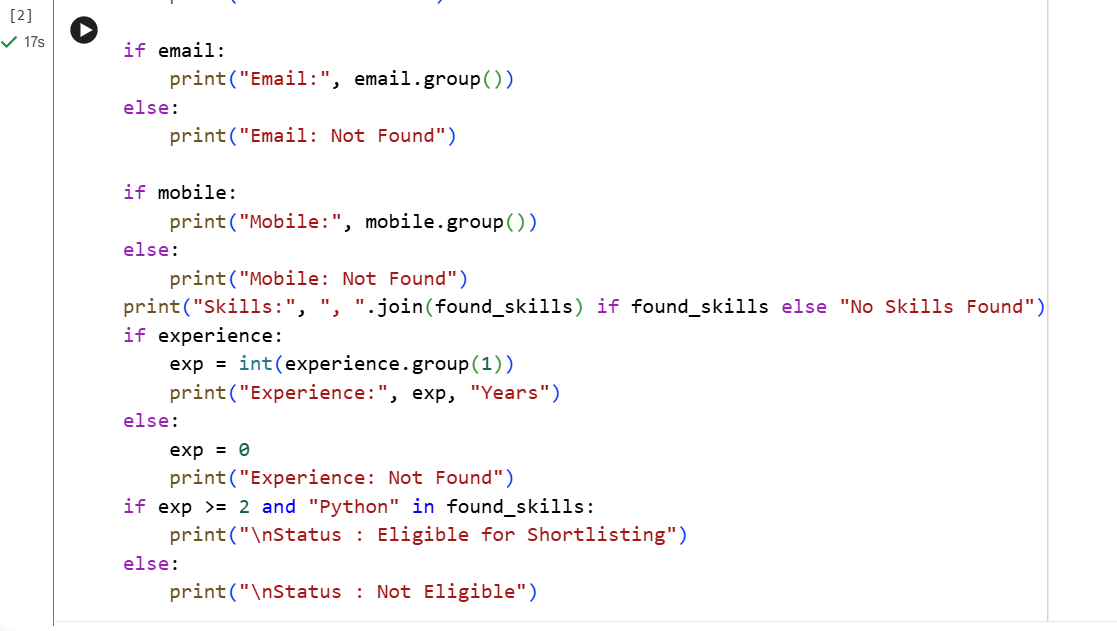 [2]
17s
if email:
    print("Email:", email.group())
else:
    print("Email: Not Found")
if mobile:
    print("Mobile:", mobile.group())
else:
    print("Mobile: Not Found")
print("Skills:", ", ".join(found_skills) if found_skills else "No Skills Found")
if experience:
    exp = int(experience.group(1))
    print("Experience:", exp, "Years")
else:
    exp = 0
    print("Experience: Not Found")
if exp >= 2 and "Python" in found_skills:
    print("\nStatus : Eligible for Shortlisting")
else:
    print("\nStatus : Not Eligible")